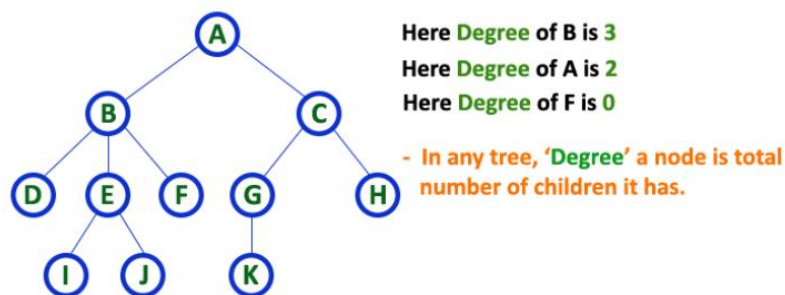 A
Here Degree of B is 3
Here Degree of A is 2
B C
Here Degree of F is 0
- In any tree, ‘Degree’ a node is total
number of children it has.
D E F G H
I J K